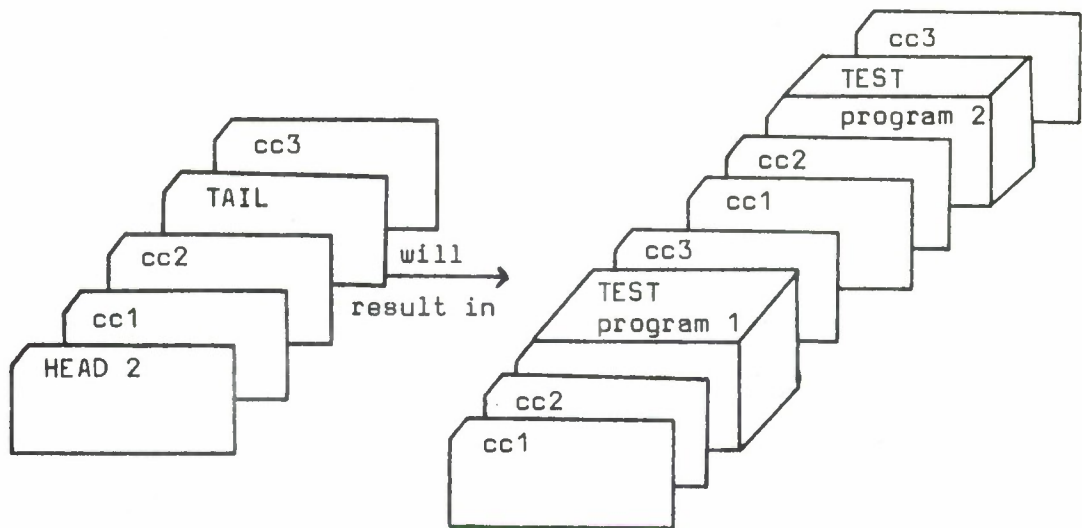 cc3
TEST
program 2
cc2
cc1
cc3
TEST
program 1
cc2
cc1
cc3
TAIL
cc2
cc1
HEAD 2
will
result in